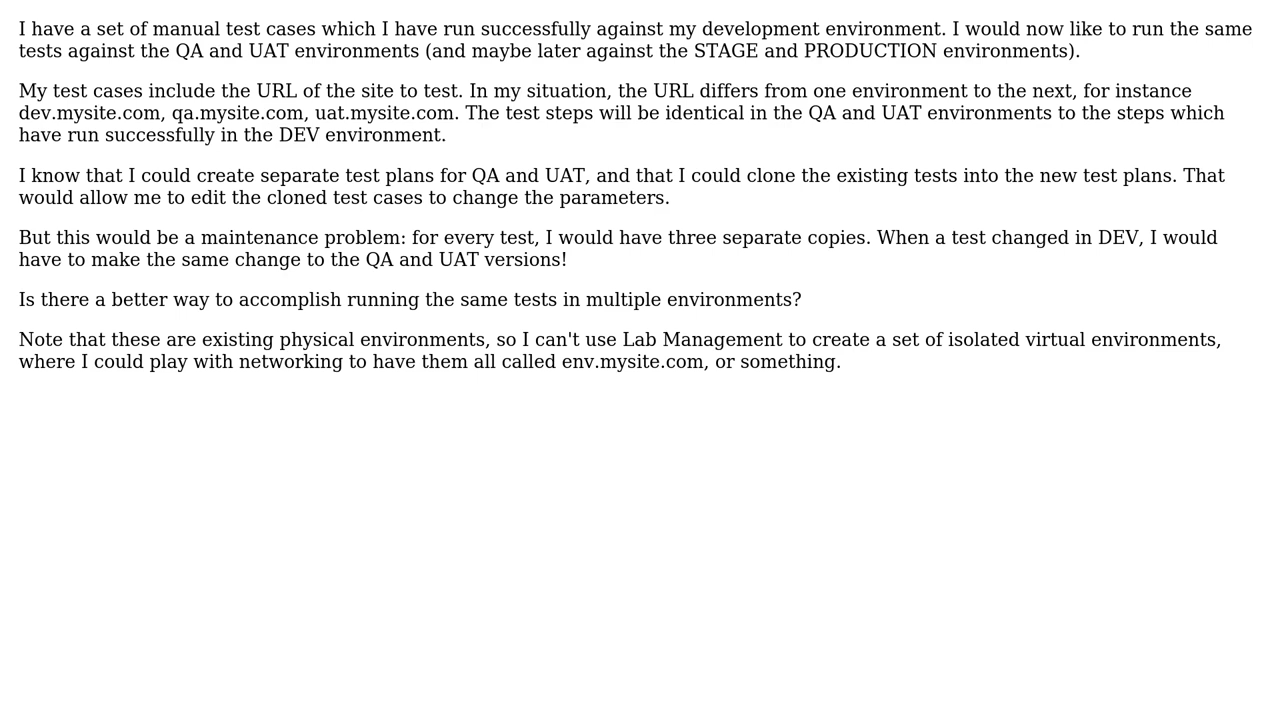 I have a set of manual test cases which I have run successfully against my development environment. I would now like to run the same
tests against the QA and UAT environments (and maybe later against the STAGE and PRODUCTION environments).
My test cases include the URL of the site to test. In my situation, the URL differs from one environment to the next, for instance
dev.mysite.com, qa.mysite.com, uat.mysite.com. The test steps will be identical in the QA and UAT environments to the steps which
have run successfully in the DEV environment.
I know that I could create separate test plans for QA and UAT, and that I could clone the existing tests into the new test plans. That
would allow me to edit the cloned test cases to change the parameters.
But this would be a maintenance problem: for every test, I would have three separate copies. When a test changed in DEV, I would
have to make the same change to the QA and UAT versions!
Is there a better way to accomplish running the same tests in multiple environments?
Note that these are existing physical environments, so I can't use Lab Management to create a set of isolated virtual environments,
where I could play with networking to have them all called env.mysite.com, or something.